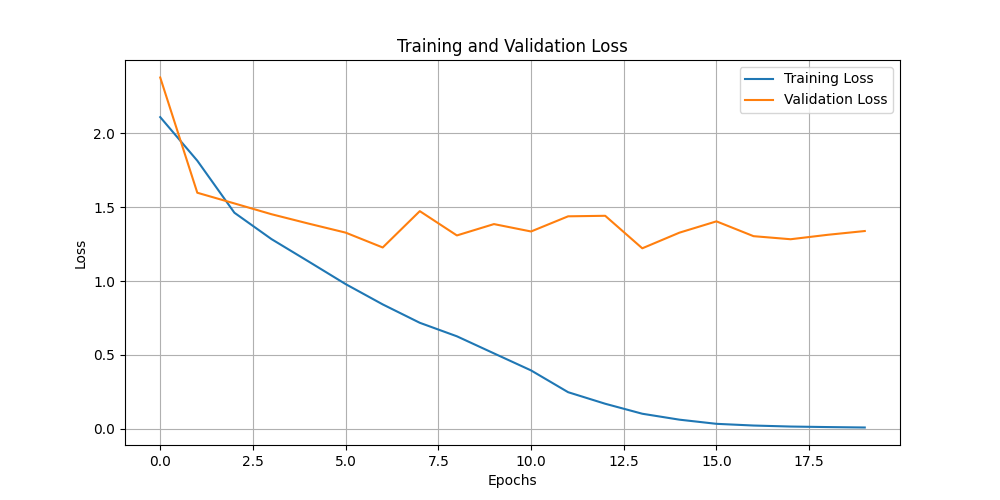 Training and Validation Loss
Training Loss
Validation Loss
2.0
1.5
1.0
0.5
0.0
Loss
0.0 2.5 5.0 7.5 10.0 12.5 15.0 17.5
Epochs